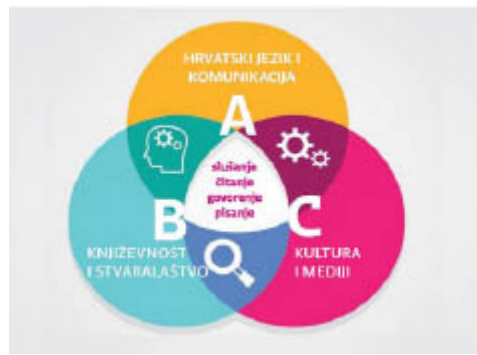 HRVATSKI JEZIK I
KOMUNIKACIJA
A
slušanje
čitanje
govorenje
pisanje
B
C
KNJIŽEVNOST
I STVARALAŠTVO
KULTURA
I MEDIJI